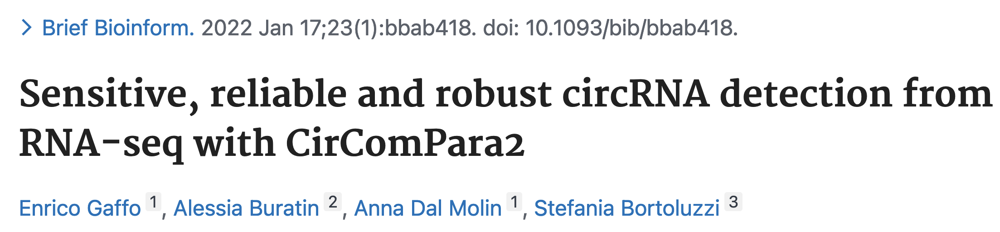 > Brief Bioinform. 2022 Jan 17;23(1):bbab418. doi: 10.1093/bib/bbab418.
Sensitive, reliable and robust circRNA detection from
RNA-seq with CirComPara2
Enrico Gaffo 1, Alessia Buratin 2, Anna Dal Molin 1, Stefania Bortoluzzi 3